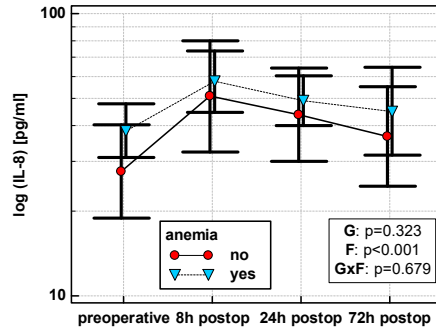 100
log (IL-8) [pg/ml]
anemia
no
yes
G: p=0.323
F: p<0.001
GxF: p=0.679
10
preoperative 8h postop 24h postop 72h postop